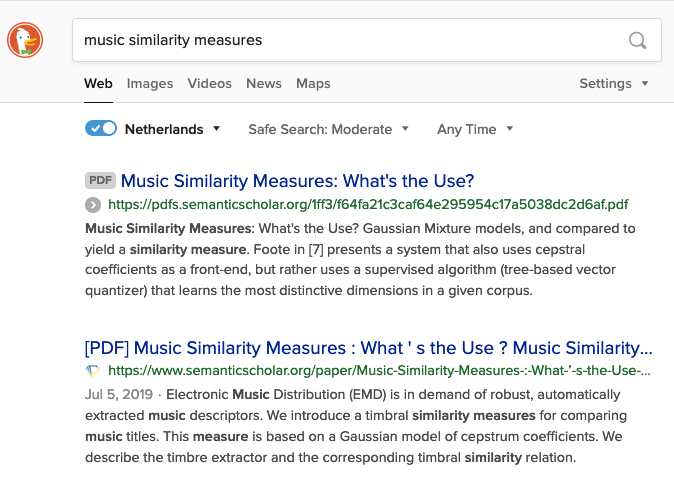 music similarity measures
Web Images Videos News Maps Settings
Netherlands Safe Search: Moderate Any Time
PDF Music Similarity Measures: What's the Use?
https://pdfs.semanticscholar.org/1ff3/f64fa21c3caf64e295954c17a5038dc2d6af.pdf
Music Similarity Measures: What's the Use? Gaussian Mixture models, and compared to
yield a similarity measure. Foote in [7] presents a system that also uses cepstral
coefficients as a front-end, but rather uses a supervised algorithm (tree-based vector
quantizer) that learns the most distinctive dimensions in a given corpus.
[PDF] Music Similarity Measures : What ' s the Use ? Music Similarity...
https://www.semanticscholar.org/paper/Music-Similarity-Measures-:-What-'-s-the-Use-...
Jul 5, 2019 · Electronic Music Distribution (EMD) is in demand of robust, automatically
extracted music descriptors. We introduce a timbral similarity measures for comparing
music titles. This measure is based on a Gaussian model of cepstrum coefficients. We
describe the timbre extractor and the corresponding timbral similarity relation.